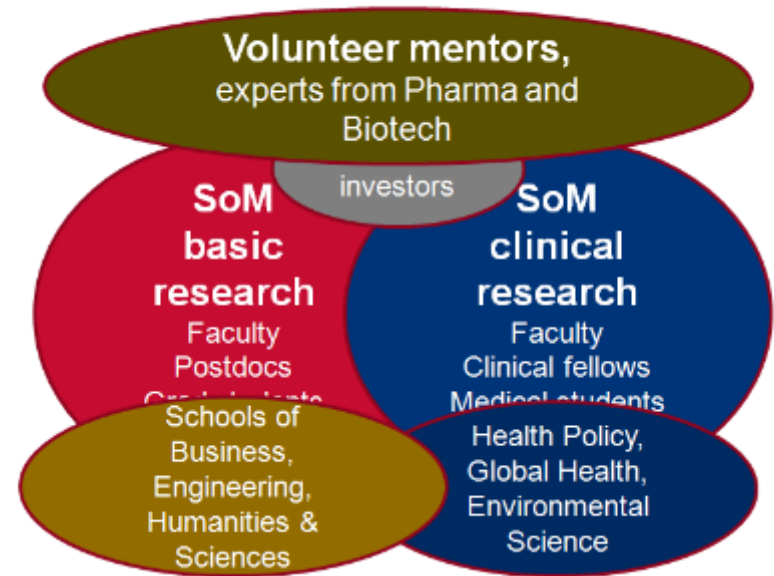 Volunteer mentors,
experts from Pharma and
Biotech
investors
SoM
basic
research
Faculty
Postdocs
SoM
clinical
research
Faculty
Clinical fellows
Medical students
Schools of
Business,
Engineering,
Humanities &
Sciences
Health Policy,
Global Health,
Environmental
Science